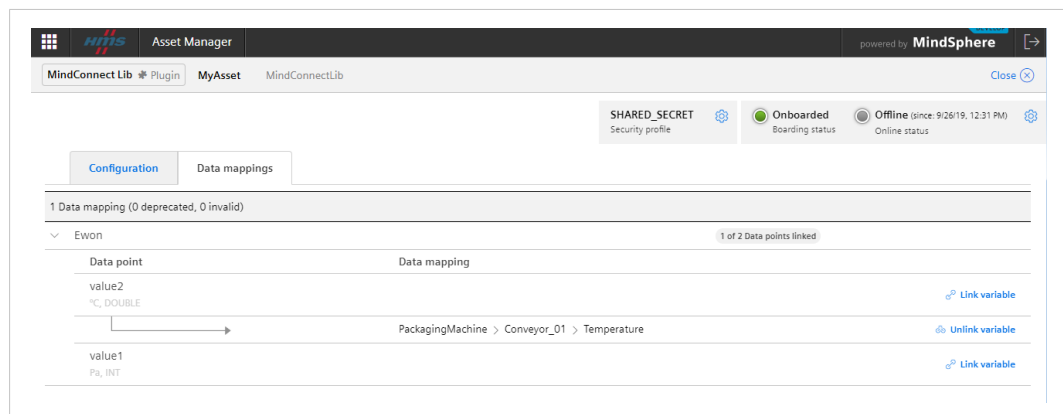 hms Asset Manager powered by MindSphere
MindConnect Lib Plugin MyAsset MindConnectLib Close
SHARED_SECRET
Security profile
Onboarded
Boarding status
Offline (since: 9/26/19, 12:31 PM)
Online status
Configuration Data mappings
1 Data mapping (0 deprecated, 0 invalid)
Ewon 1 of 2 Data points linked
Data point Data mapping
value2
°C, DOUBLE
Link variable
PackagingMachine > Conveyor_01 > Temperature Unlink variable
value1
Pa, INT
Link variable